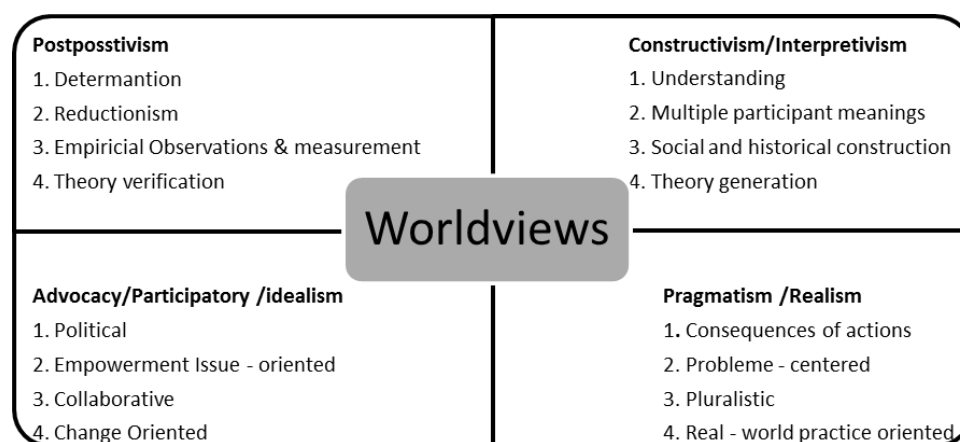 Postposstivism
1. Determantion
2. Reductionism
3. Empiricial Observations & measurement
4. Theory verification
Constructivism/Interpretivism
1. Understanding
2. Multiple participant meanings
3. Social and historical construction
4. Theory generation
Worldviews
Advocacy/Participatory /idealism
1. Political
2. Empowerment Issue - oriented
3. Collaborative
4. Change Oriented
Pragmatism /Realism
1. Consequences of actions
2. Probleme - centered
3. Pluralistic
4. Real - world practice oriented